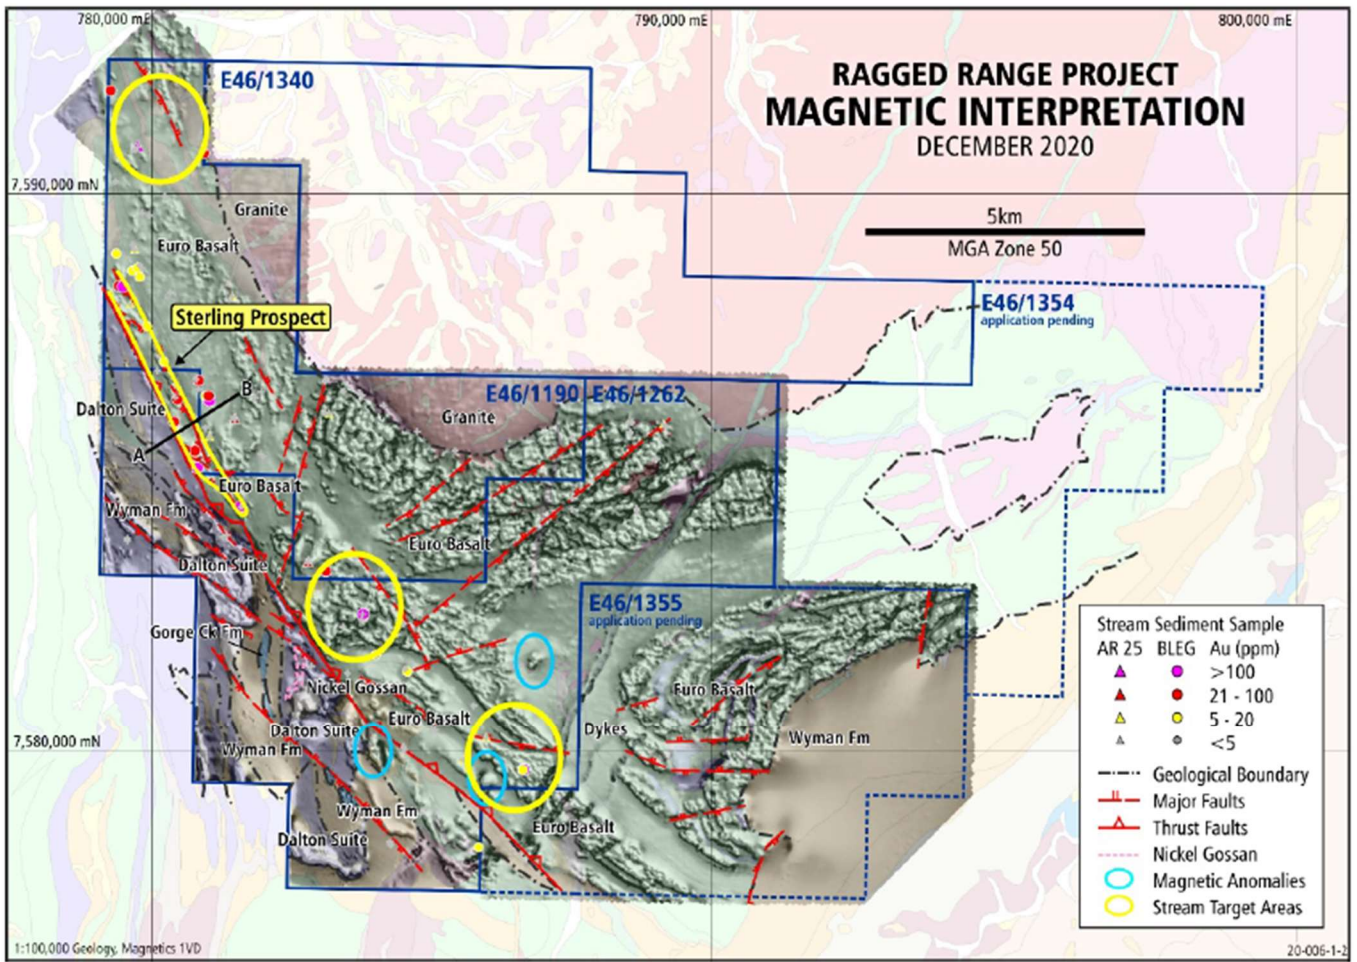 780,000 mE
790,000 mE
800,000 mE
RAGGED RANGE PROJECT
MAGNETIC INTERPRETATION
DECEMBER 2020
E46/1340
7,590,000 mN
Granite
5km
MGA Zone 50
Euro Basalt
E46/1354
application pending
Sterling Prospect
B
E46/1190
E46/1262
Dalton Suite
Granite
A
Euro Basalt
Wyman Fm
Euro Basalt
Dalton Suite
E46/1355
application pending
Gorge Ck Fm
Nickel Gossan
Euro Basalt
Euro Basalt
Dalton Suite
Dykes
Wyman Fm
7,580,000 mN
Wyman Fm
Wyman Fm
Euro Basalt
Dalton Suite
Stream Sediment Sample
AR 25 BLEG Au (ppm)
>100
21 - 100
5 - 20
<5
Geological Boundary
Major Faults
Thrust Faults
Nickel Gossan
Magnetic Anomalies
Stream Target Areas
1:100,000 Geology, Magnetics 1VD
20-006-1-2